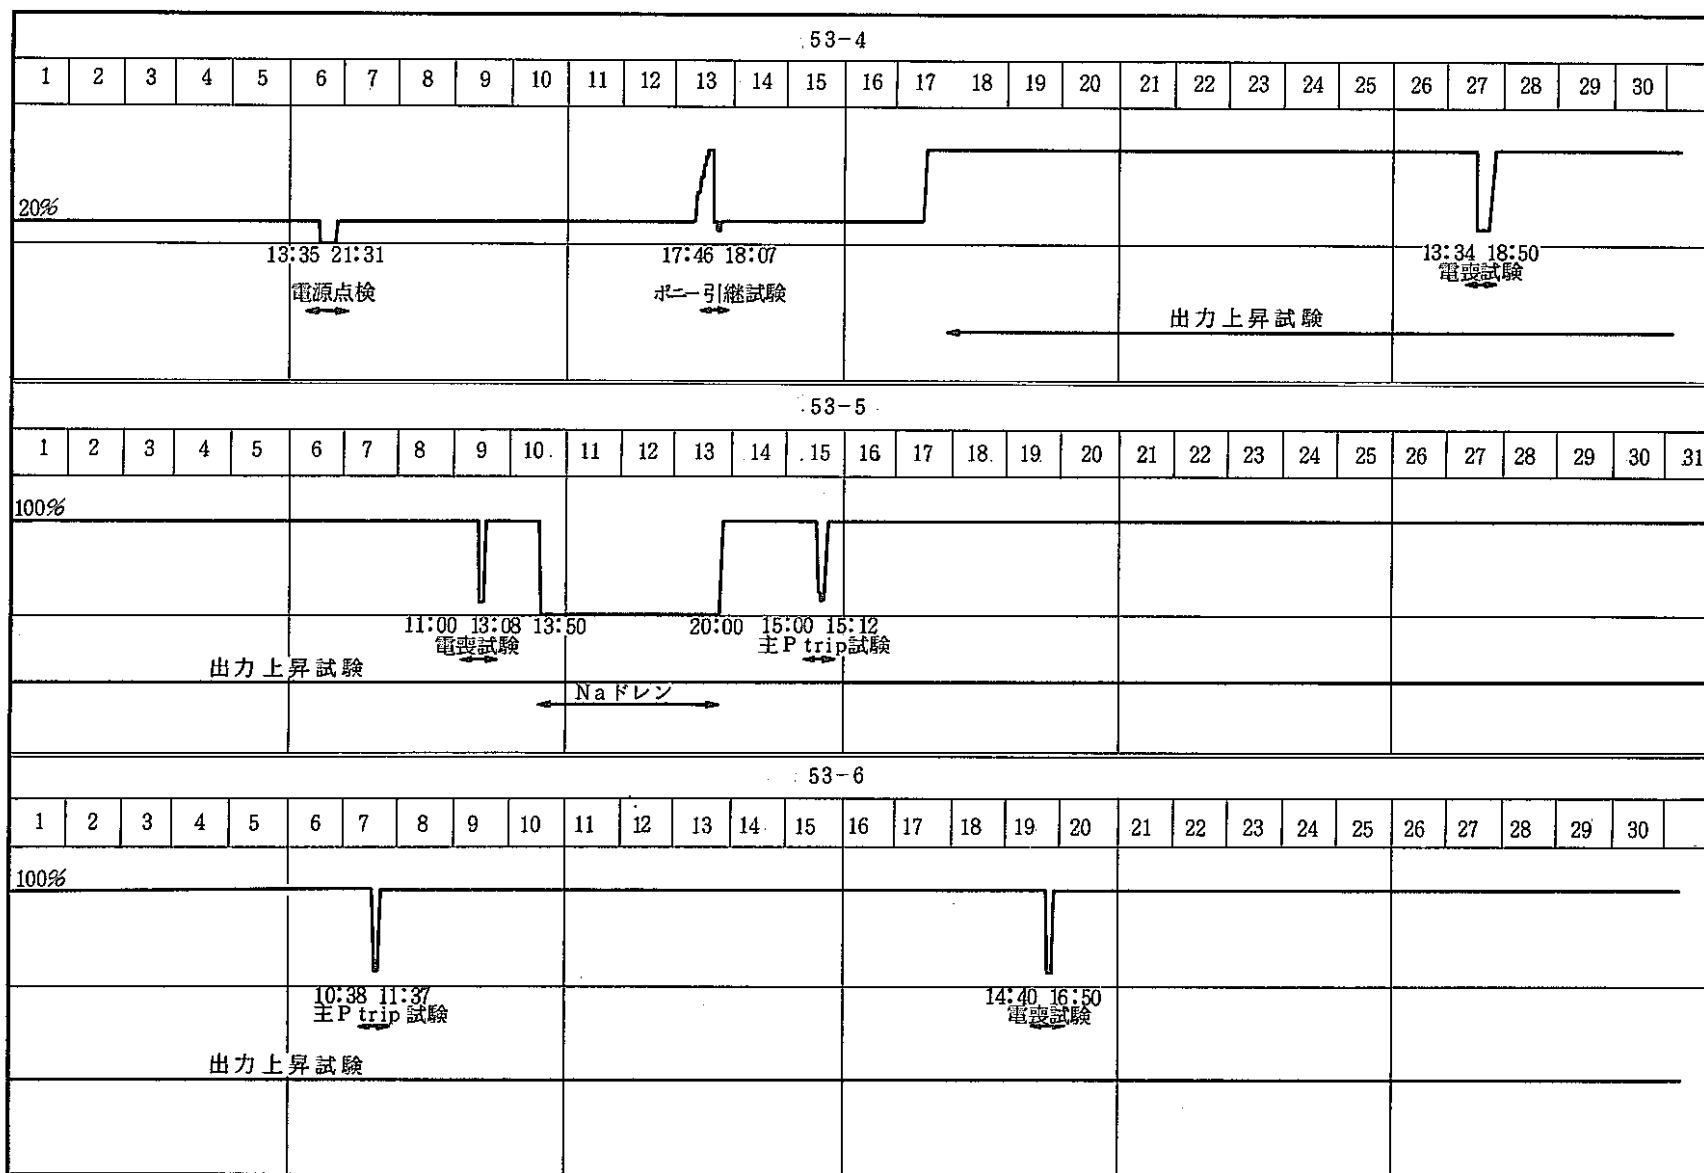 53-4
1 2 3 4 5 6 7 8 9 10 11 12 13 14 15 16 17 18 19 20 21 22 23 24 25 26 27 28 29 30
20%
13:35 21:31 17:46 18:07 13:34 18:50
電源点検 ポニー引継試験 電喪試験
出力上昇試験
53-5
1 2 3 4 5 6 7 8 9 10 11 12 13 14 15 16 17 18 19 20 21 22 23 24 25 26 27 28 29 30 31
100%
11:00 13:08 13:50 20:00 15:00 15:12
電喪試験 主P trip試験
出力上昇試験
Naドレン
53-6
1 2 3 4 5 6 7 8 9 10 11 12 13 14 15 16 17 18 19 20 21 22 23 24 25 26 27 28 29 30
100%
10:38 11:37 14:40 16:50
主P trip試験 電喪試験
出力上昇試験